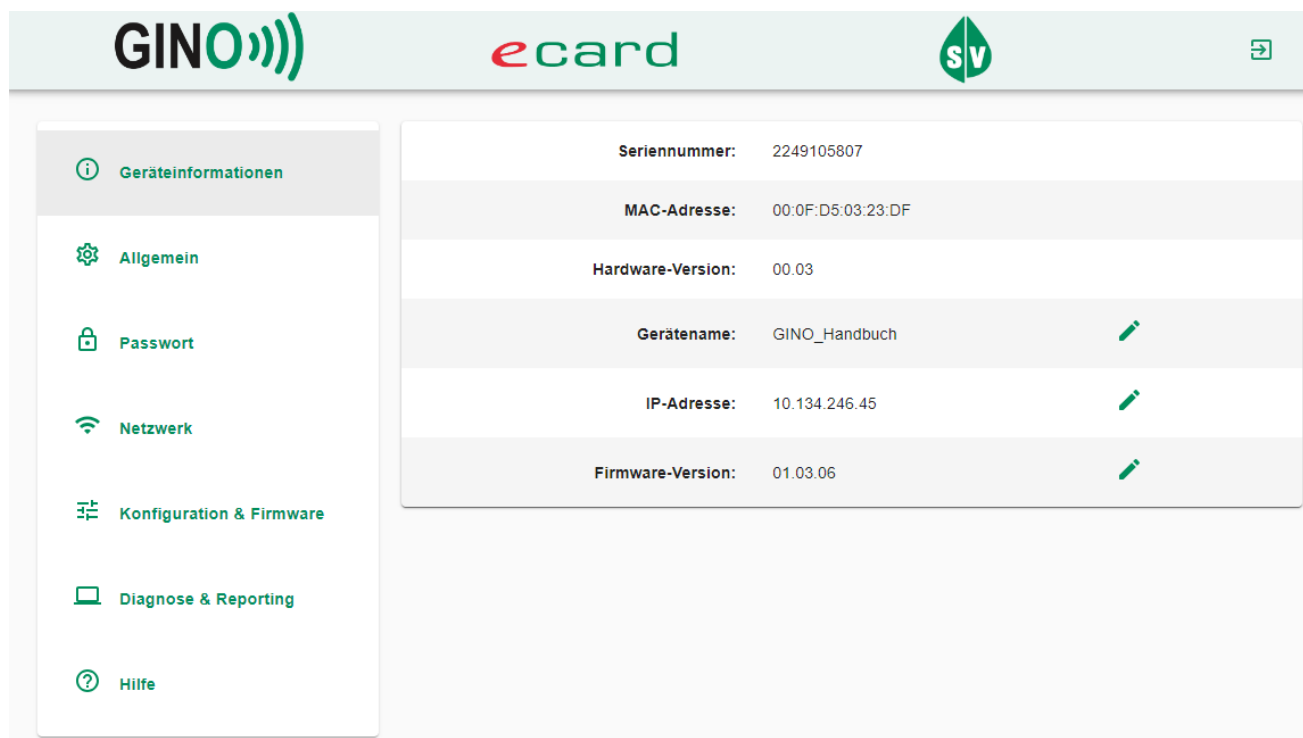 GINO
ecard
SV
Geräteinformationen
Allgemein
Passwort
Netzwerk
Konfiguration & Firmware
Diagnose & Reporting
Hilfe
Seriennummer: 2249105807
MAC-Adresse: 00:0F:D5:03:23:DF
Hardware-Version: 00.03
Gerätename: GINO_Handbuch
IP-Adresse: 10.134.246.45
Firmware-Version: 01.03.06